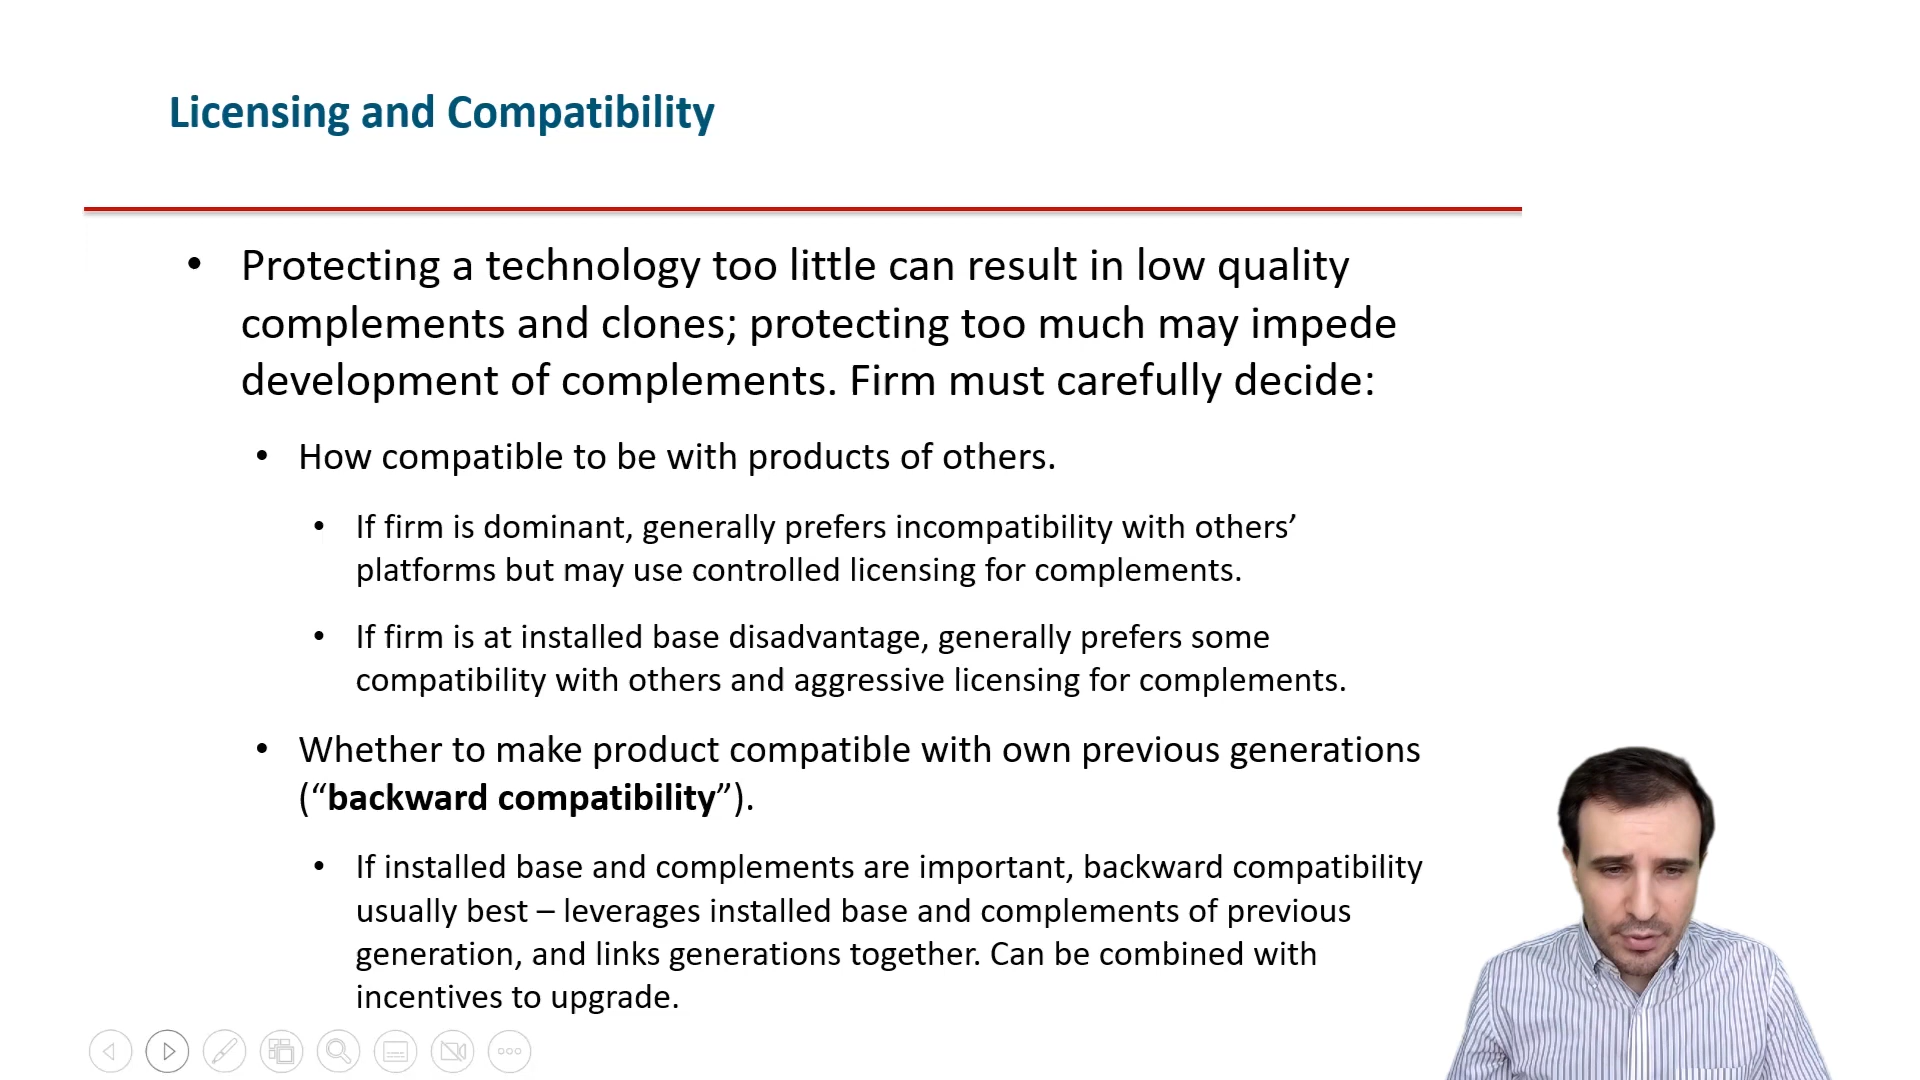 Licensing and Compatibility
• Protecting a technology too little can result in low quality
complements and clones; protecting too much may impede
development of complements. Firm must carefully decide:
• How compatible to be with products of others.
• If firm is dominant, generally prefers incompatibility with others’
platforms but may use controlled licensing for complements.
• If firm is at installed base disadvantage, generally prefers some
compatibility with others and aggressive licensing for complements.
• Whether to make product compatible with own previous generations
(“backward compatibility”).
• If installed base and complements are important, backward compatibility
usually best – leverages installed base and complements of previous
generation, and links generations together. Can be combined with
incentives to upgrade.